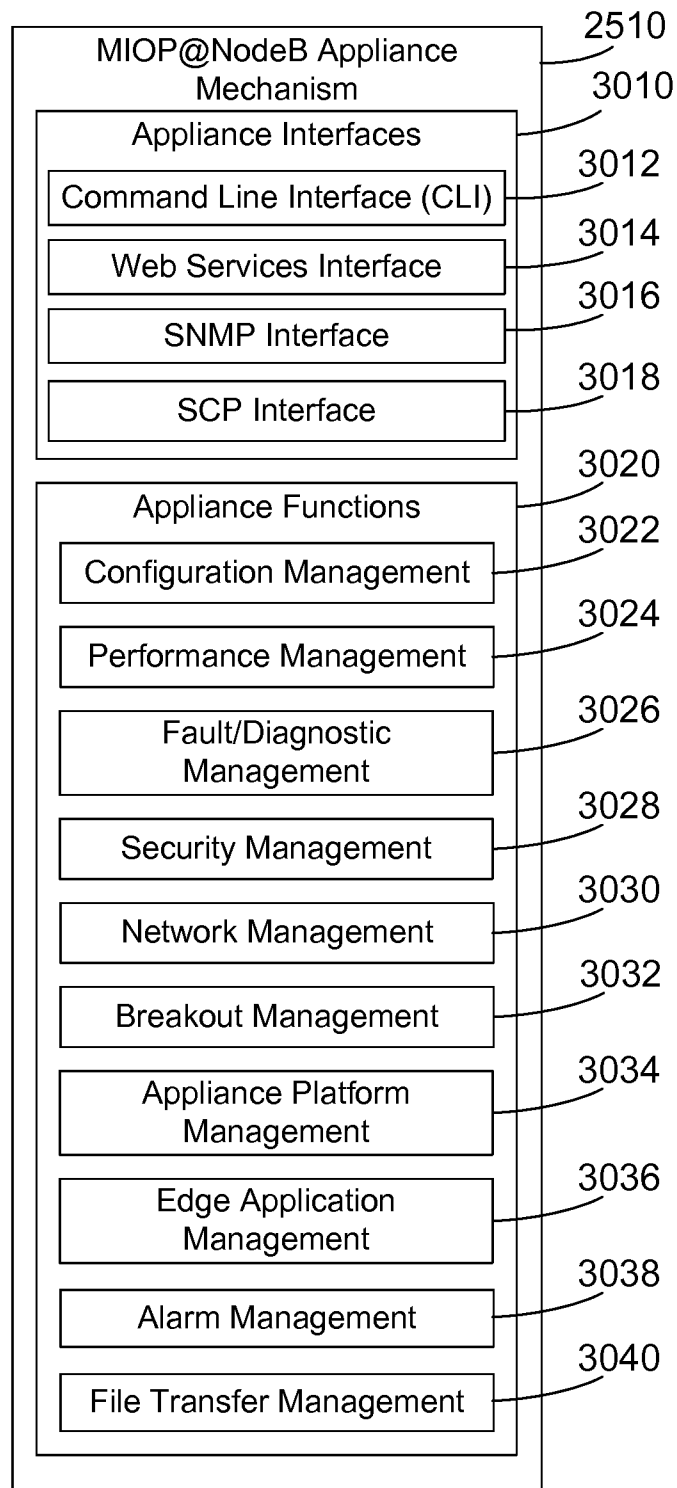 MIOP@NodeB Appliance
Mechanism
2510
Appliance Interfaces
3010
Command Line Interface (CLI)
3012
Web Services Interface
3014
SNMP Interface
3016
SCP Interface
3018
Appliance Functions
3020
Configuration Management
3022
Performance Management
3024
Fault/Diagnostic
Management
3026
Security Management
3028
Network Management
3030
Breakout Management
3032
Appliance Platform
Management
3034
Edge Application
Management
3036
Alarm Management
3038
File Transfer Management
3040